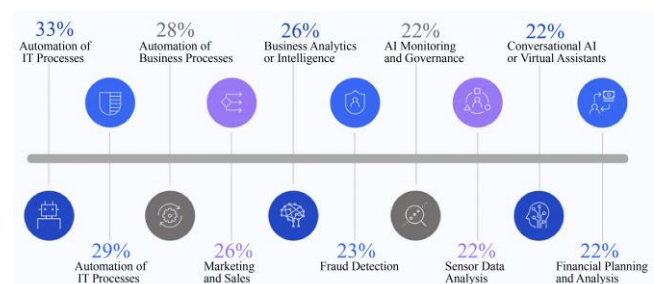 33%
Automation of
IT Processes
28%
Automation of
Business Processes
26%
Business Analytics
or Intelligence
22%
AI Monitoring
and Governance
22%
Conversational AI
or Virtual Assistants
29%
Automation of
IT Processes
26%
Marketing
and Sales
23%
Fraud Detection
22%
Sensor Data
Analysis
22%
Financial Planning
and Analysis